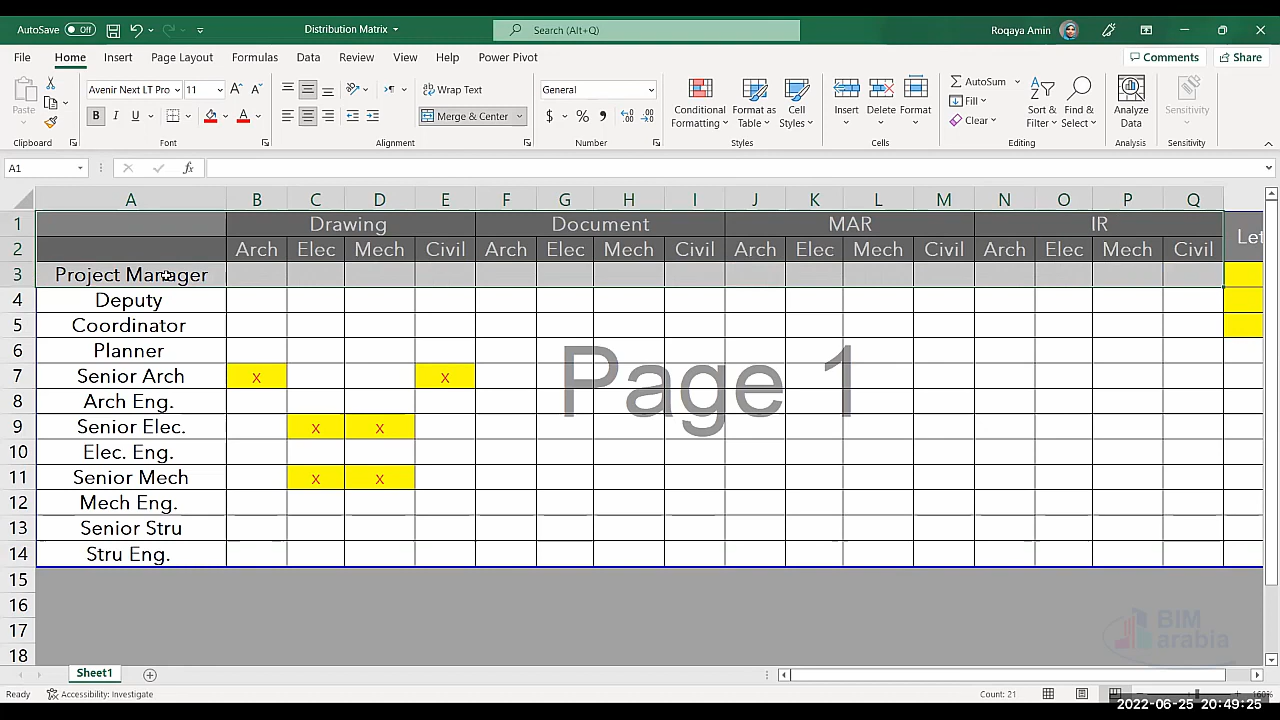 AutoSave Off
Distribution Matrix
Search (Alt+Q)
Roqaya Amin
File Home Insert Page Layout Formulas Data Review View Help Power Pivot
Comments Share
Paste
Clipboard
Avenir Next LT Pro 11
B I U
Font
Wrap Text
Merge & Center
Alignment
General
Number
Conditional Formatting
Format as Table
Cell Styles
Styles
Insert Delete Format
Cells
AutoSum
Fill
Clear
Sort & Filter
Find & Select
Editing
Analyze Data
Analysis
Sensitivity
Sensitivity
A1 fx
A B C D E F G H I J K L M N O P Q
1 Drawing Document MAR IR Let
2 Arch Elec Mech Civil Arch Elec Mech Civil Arch Elec Mech Civil Arch Elec Mech Civil
3 Project Manager
4 Deputy
5 Coordinator
6 Planner
7 Senior Arch x x
8 Arch Eng.
9 Senior Elec. x x
10 Elec. Eng.
11 Senior Mech x x
12 Mech Eng.
13 Senior Stru
14 Stru Eng.
15
16
17
18
Page 1
BIM
arabia
Sheet1
Ready Accessibility: Investigate Count: 21 160%
2022-06-25 20:49:25